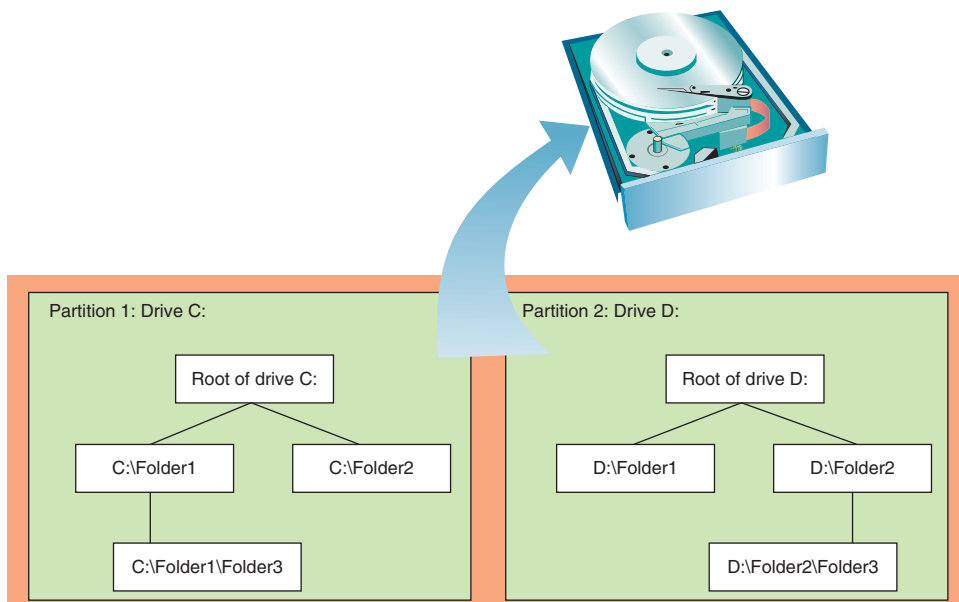 Partition 1: Drive C:
Root of drive C:
C:\Folder1
C:\Folder2
C:\Folder1\Folder3
Partition 2: Drive D:
Root of drive D:
D:\Folder1
D:\Folder2
D:\Folder2\Folder3